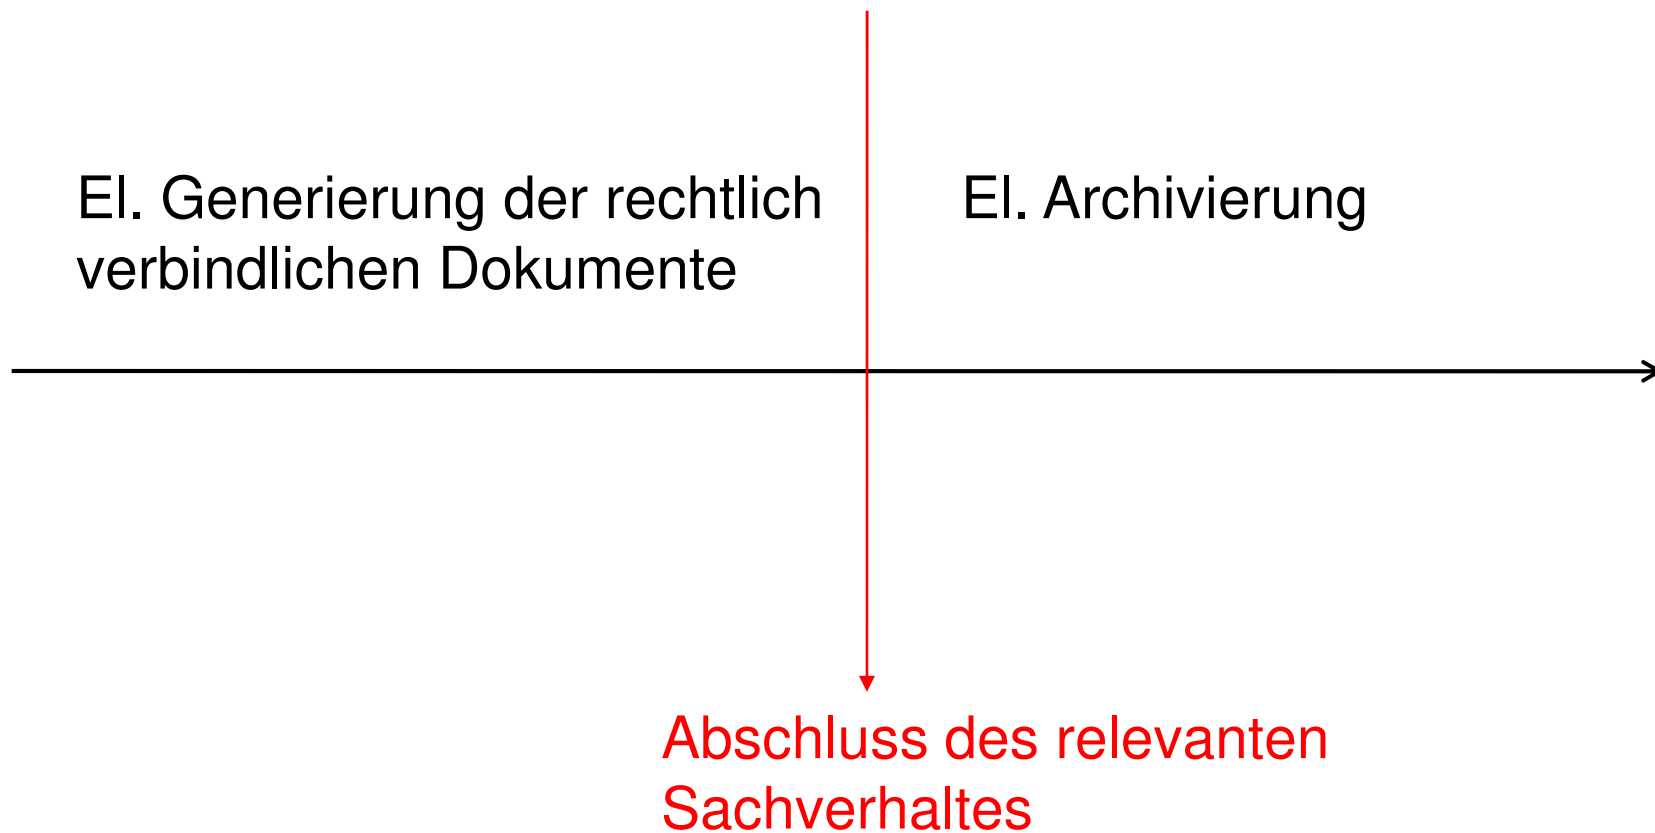 El. Generierung der rechtlich
verbindlichen Dokumente
El. Archivierung
Abschluss des relevanten
Sachverhaltes